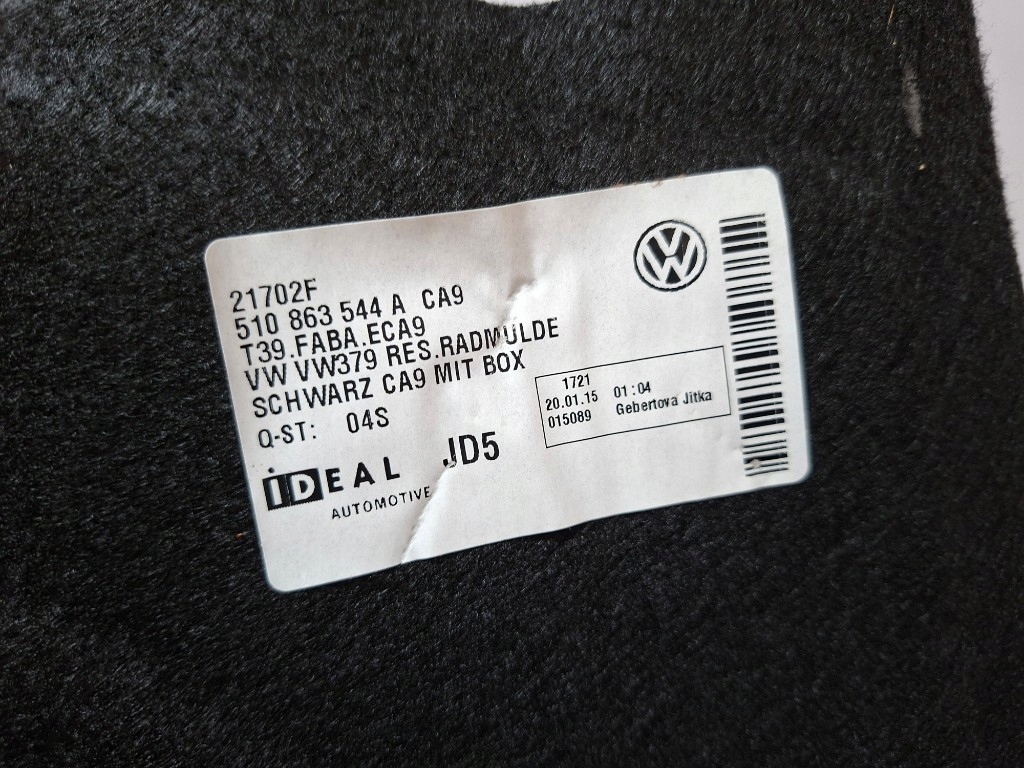 21702F
510 863 544 A CA9
T39.FABA.ECA9
VW VW379 RES.RADMULDE
SCHWARZ CA9 MIT BOX
Q-ST: 04S
1721
20.01.15 01:04
015089 Gebertova Jitka
iDEAL JD5
AUTOMOTIVE
VW